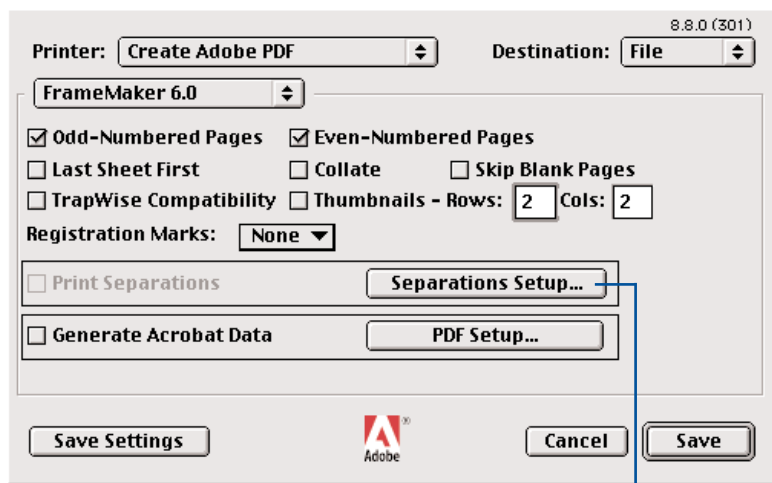 8.8.0 (301)
Printer: Create Adobe PDF Destination: File
FrameMaker 6.0
Odd-Numbered Pages Even-Numbered Pages
Last Sheet First Collate Skip Blank Pages
TrapWise Compatibility Thumbnails - Rows: 2 Cols: 2
Registration Marks: None
Print Separations Separations Setup...
Generate Acrobat Data PDF Setup...
Save Settings Adobe® Cancel Save